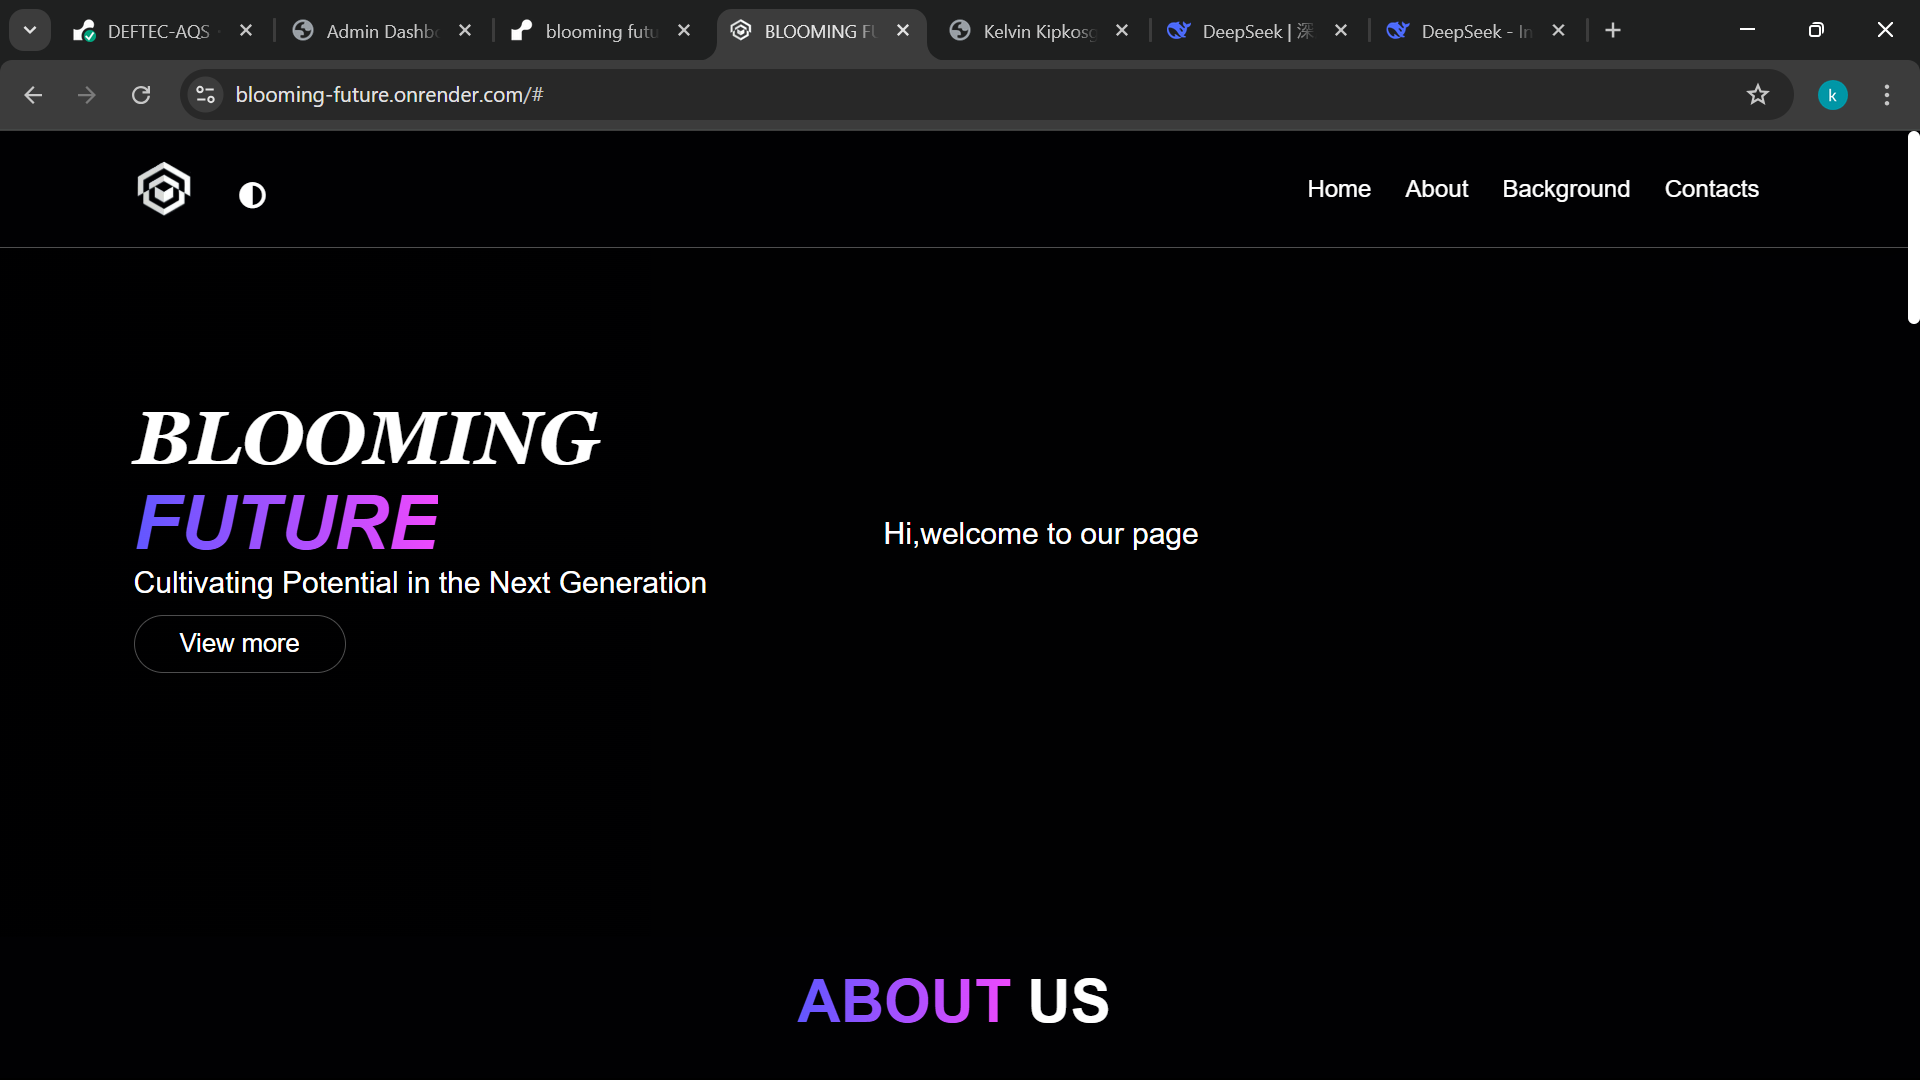 DEFTEC-AQS
Admin Dashb
blooming futu
BLOOMING FU
Kelvin Kipkosg
DeepSeek | 深
DeepSeek - In
blooming-future.onrender.com/#
k
Home About Background Contacts
BLOOMING
FUTURE
Cultivating Potential in the Next Generation
View more
Hi,welcome to our page
ABOUT US